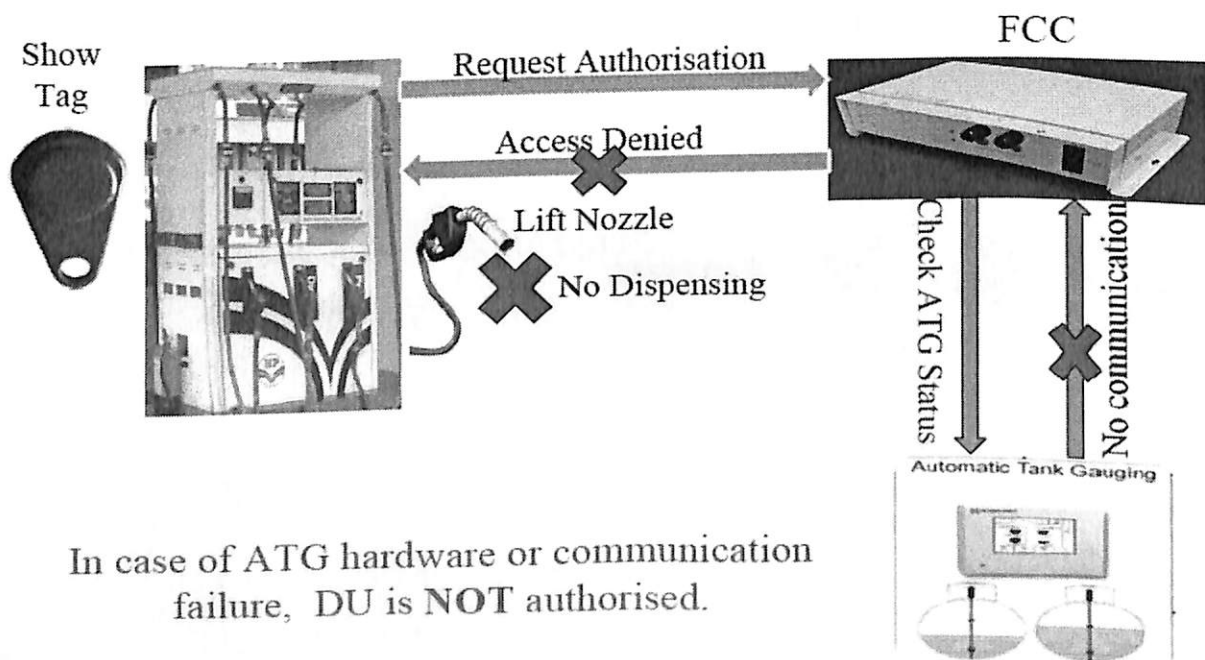 Show
Tag
Request Authorisation
FCC
Access Denied
Lift Nozzle
No Dispensing
Check ATG Status
No communication
Automatic Tank Gauging
In case of ATG hardware or communication
failure, DU is NOT authorised.